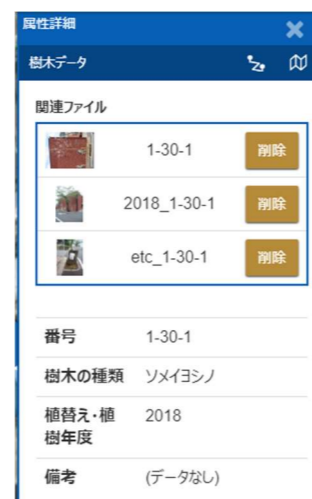 属性詳細
樹木データ
関連ファイル
1-30-1 削除
2018_1-30-1 削除
etc_1-30-1 削除
番号 1-30-1
樹木の種類 ソメイヨシノ
植替え・植 2018
樹年度
備考 (データなし)